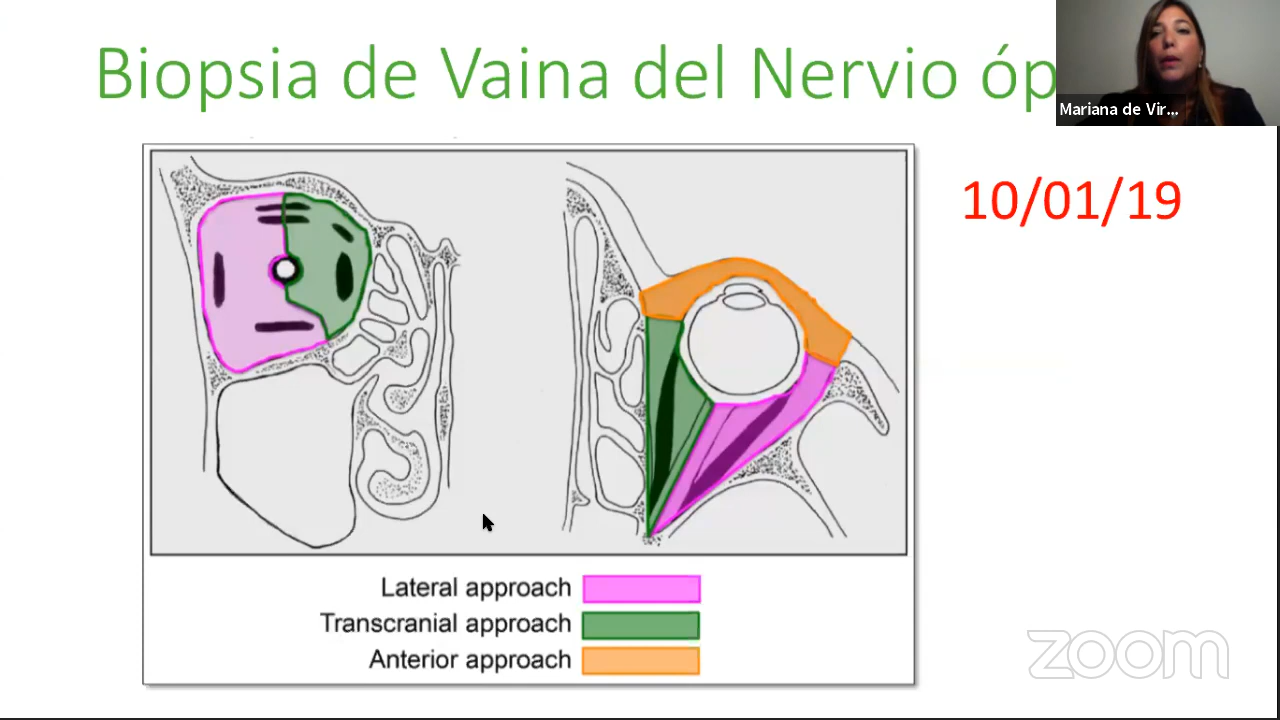 Biopsia de Vaina del Nervio óp
Mariana de Vir...
10/01/19
Lateral approach
Transcranial approach
Anterior approach
zoom